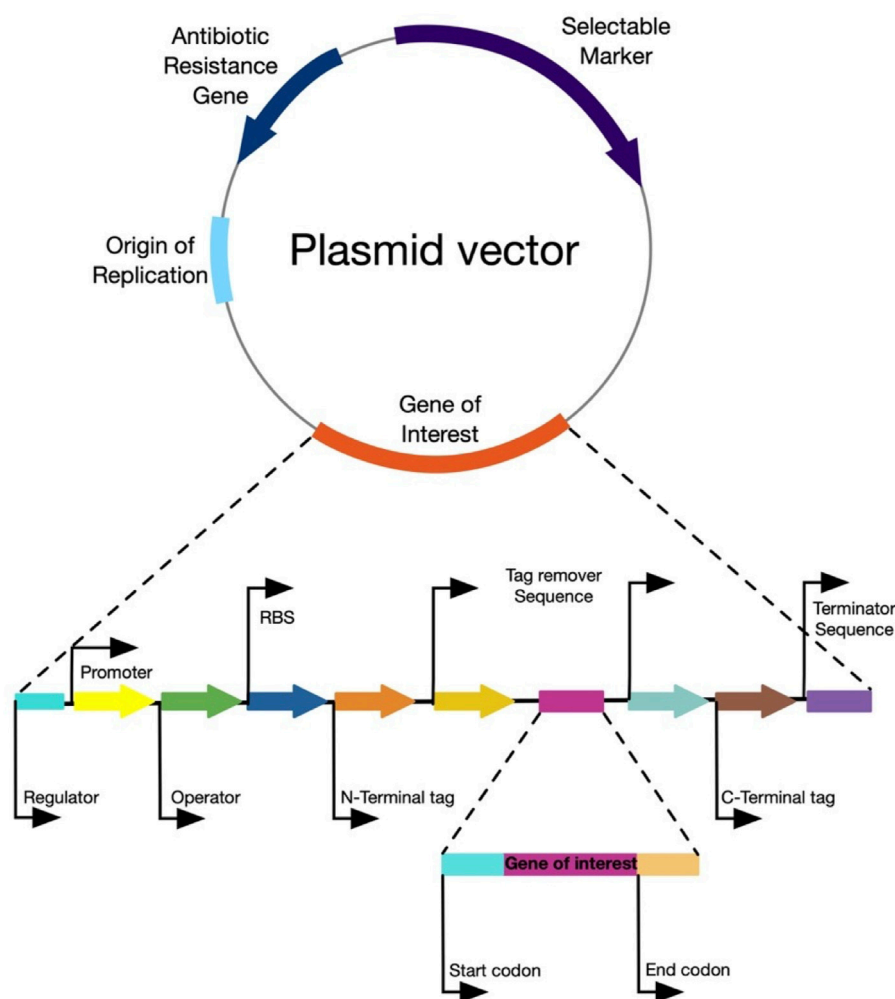 Antibiotic
Resistance
Gene
Selectable
Marker
Origin of
Replication
Plasmid vector
Gene of
Interest
Tag remover
Sequence
Terminator
Sequence
RBS
Promoter
Regulator
Operator
N-Terminal tag
C-Terminal tag
Gene of interest
Start codon
End codon